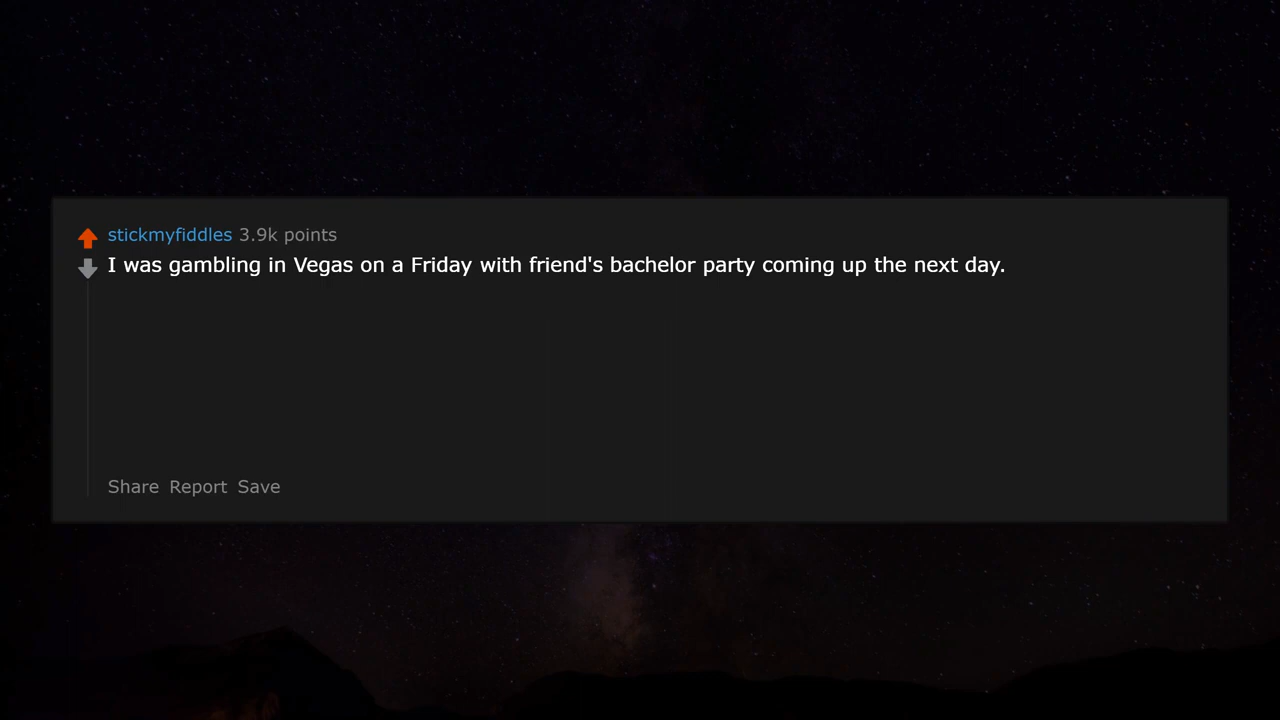 stickmyfiddles 3.9k points
I was gambling in Vegas on a Friday with friend's bachelor party coming up the next day.
Share Report Save